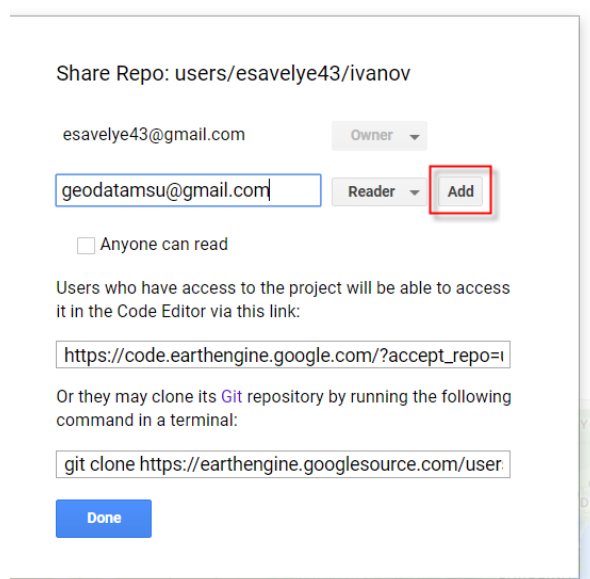 Share Repo: users/esavelye43/ivanov
esavelye43@gmail.com Owner
geodatamsu@gmail.com Reader Add
Anyone can read
Users who have access to the project will be able to access
it in the Code Editor via this link:
https://code.earthengine.google.com/?accept_repo=
Or they may clone its Git repository by running the following
command in a terminal:
git clone https://earthengine.googlesource.com/user
Done